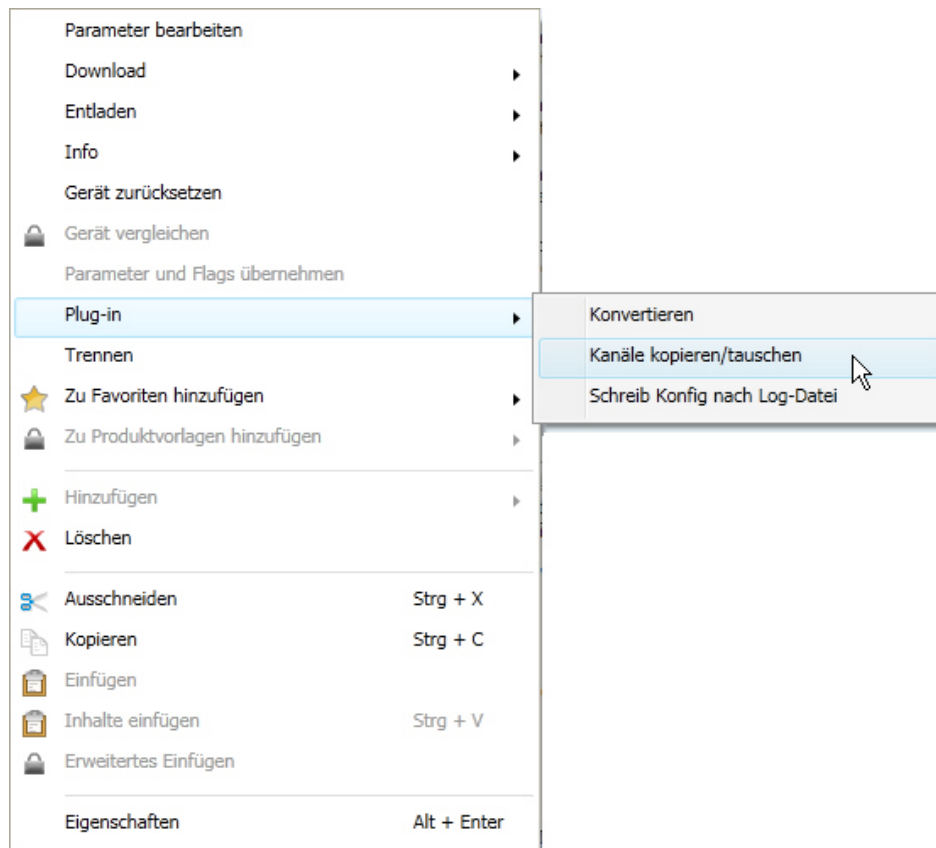 Parameter bearbeiten
Download
Entladen
Info
Gerät zurücksetzen
Gerät vergleichen
Parameter und Flags übernehmen
Plug-in
Trennen
Zu Favoriten hinzufügen
Zu Produktvorlagen hinzufügen
Hinzufügen
Löschen
Ausschneiden Strg + X
Kopieren Strg + C
Einfügen
Inhalte einfügen Strg + V
Erweitertes Einfügen
Eigenschaften Alt + Enter
Konvertieren
Kanäle kopieren/tauschen
Schreib Konfig nach Log-Datei